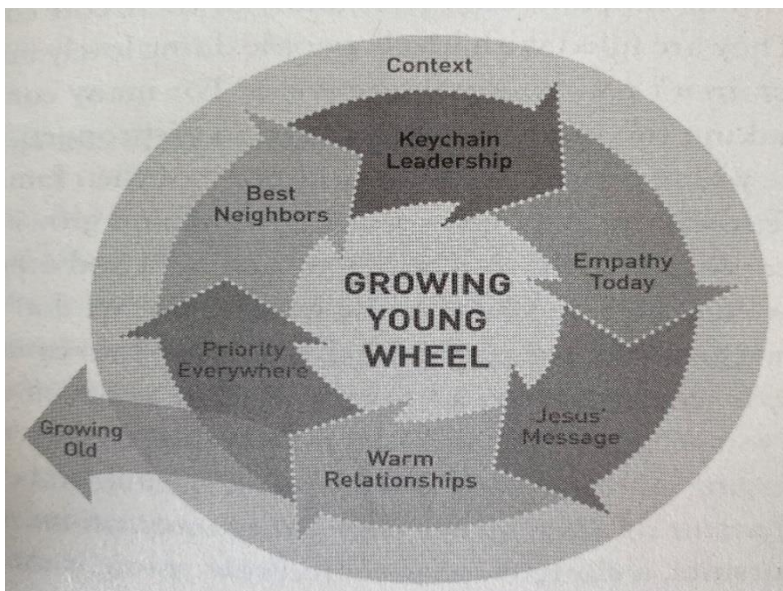 Context
Keychain
Leadership
Best
Neighbors
Empathy
Today
GROWING
YOUNG
WHEEL
Priority
Everywhere
Jesus'
Message
Growing
Old
Warm
Relationships